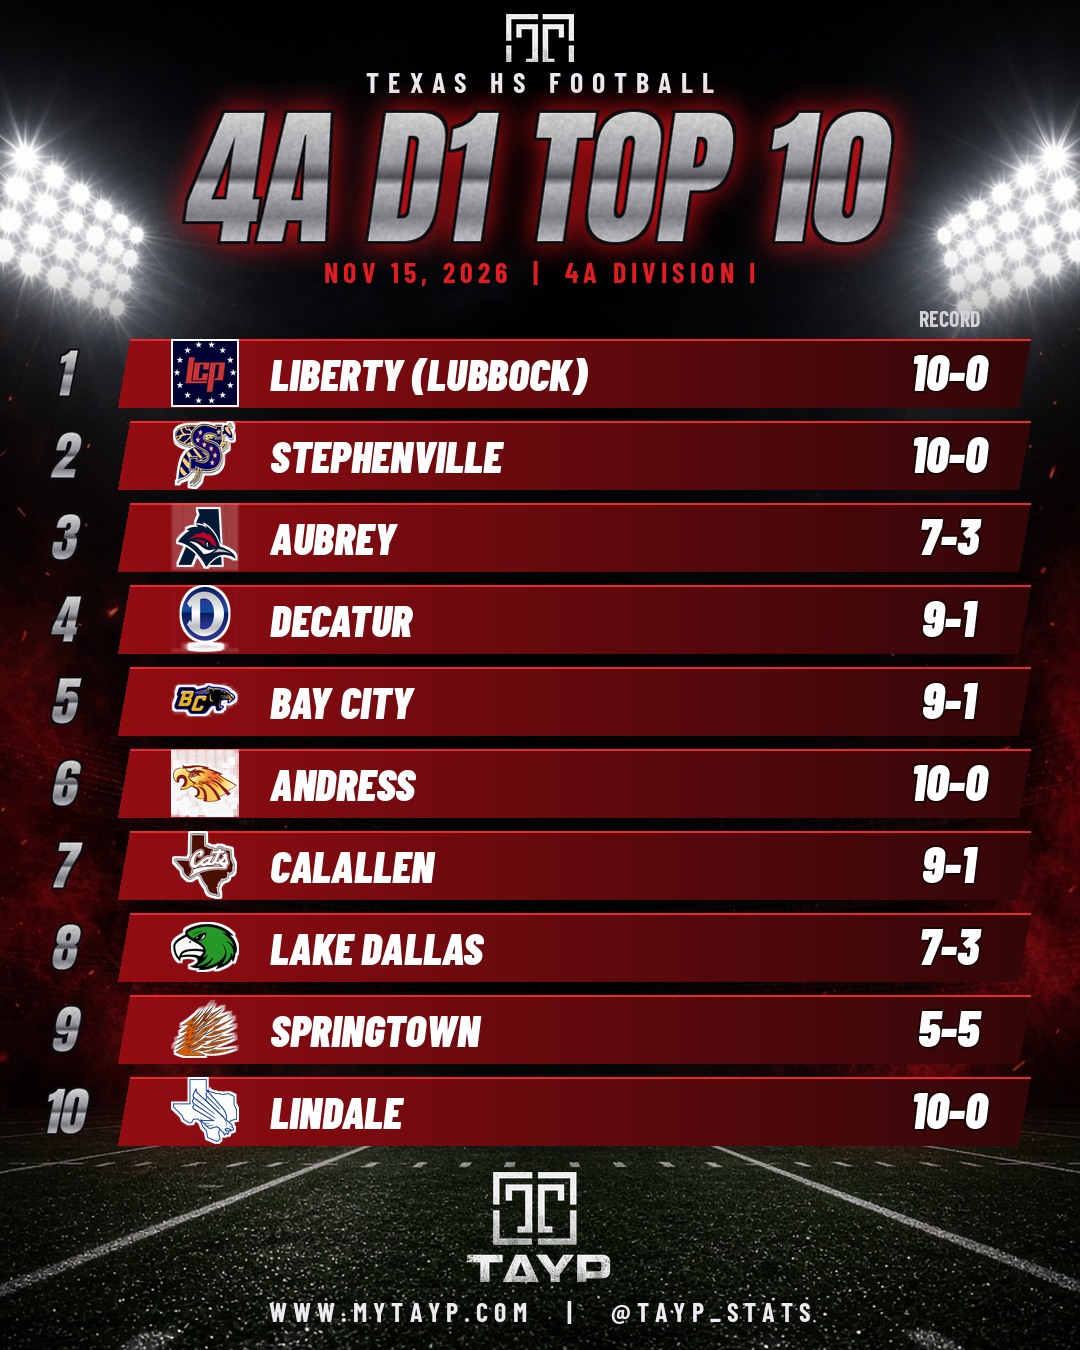 TEXAS HS FOOTBALL
4A D1 TOP 10
NOV 15, 2026 | 4A DIVISION I
RECORD
1 LCP LIBERTY (LUBBOCK) 10-0
2 S STEPHENVILLE 10-0
3 A AUBREY 7-3
4 D DECATUR 9-1
5 BC BAY CITY 9-1
6 ANDRESS 10-0
7 Cats CALALLEN 9-1
8 LAKE DALLAS 7-3
9 SPRINGTOWN 5-5
10 LINDALE 10-0
TAYP
WWW.MYTAYP.COM | @TAYP_STATS